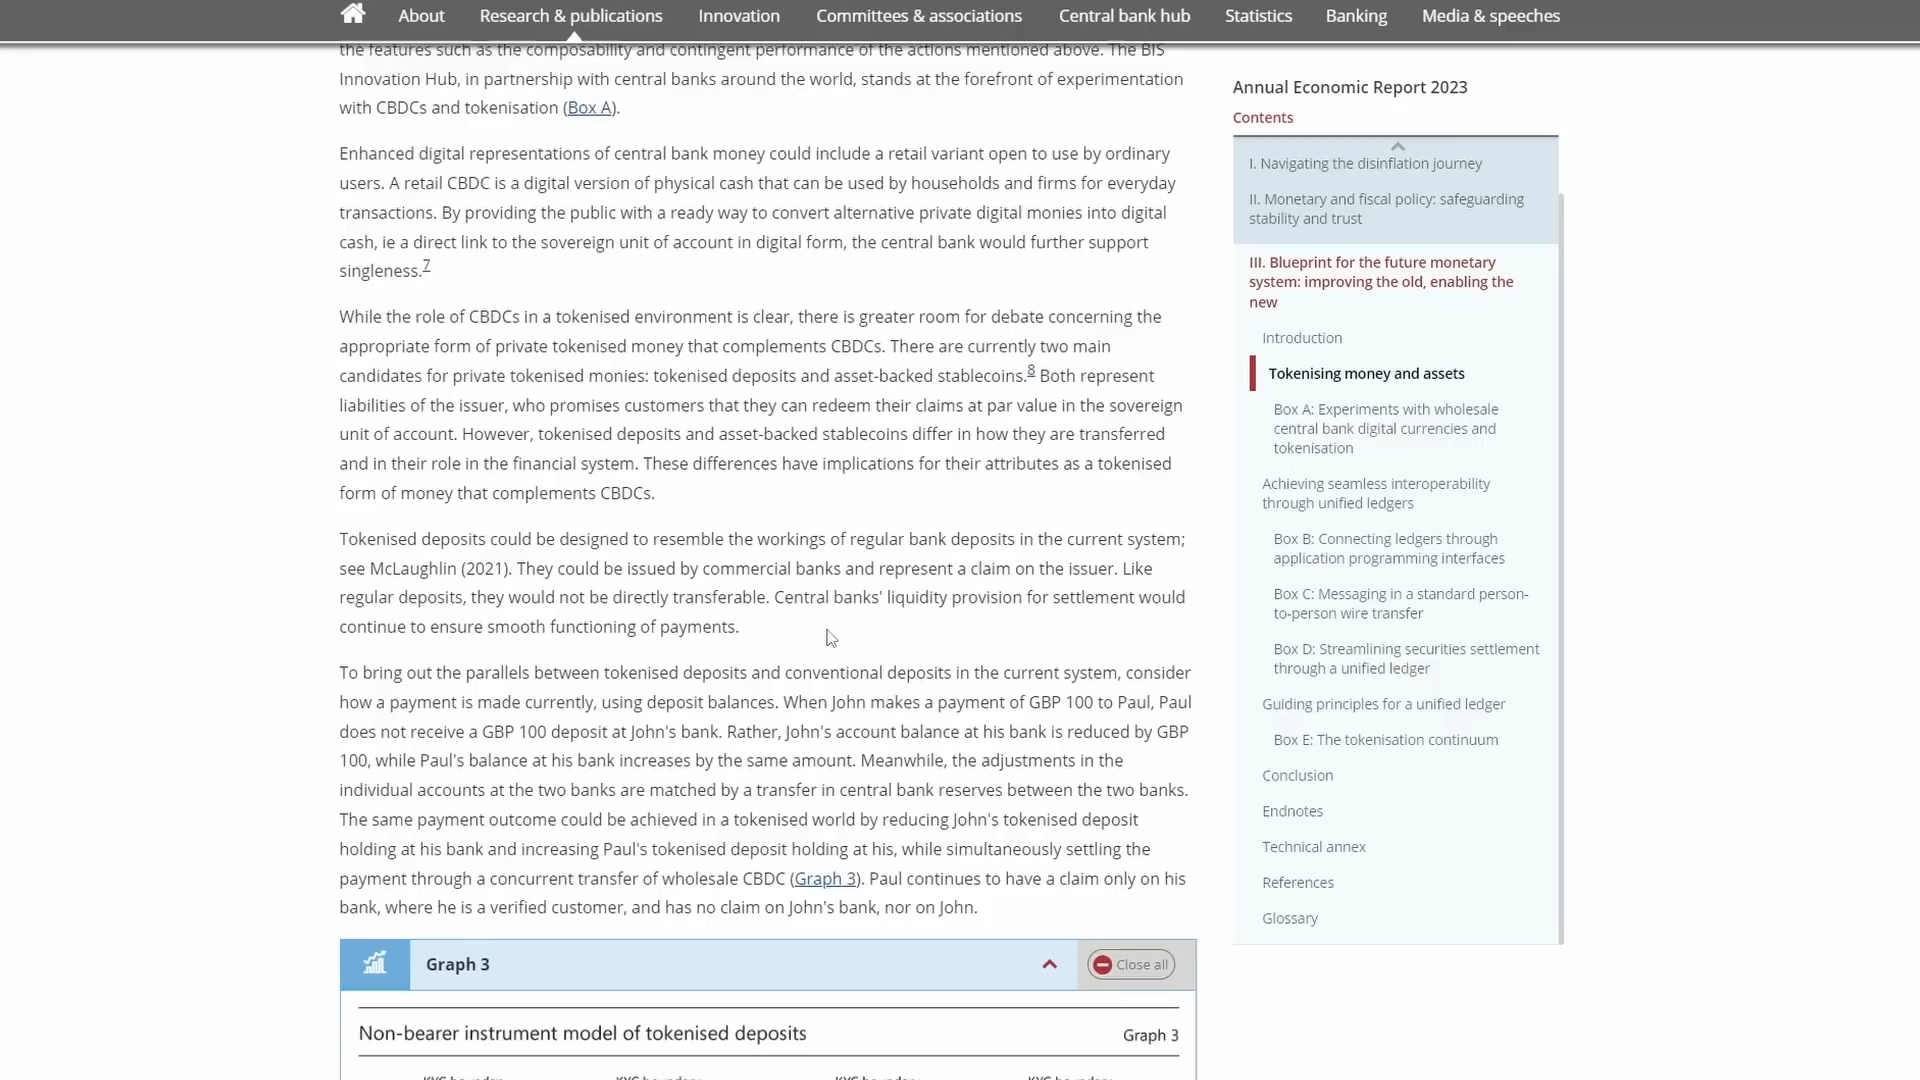 About
Research & publications
Innovation
Committees & associations
Central bank hub
Statistics
Banking
Media & speeches
the features such as the composability and contingent performance of the actions mentioned above. The BIS
Innovation Hub, in partnership with central banks around the world, stands at the forefront of experimentation
with CBDCs and tokenisation (Box A).
Enhanced digital representations of central bank money could include a retail variant open to use by ordinary
users. A retail CBDC is a digital version of physical cash that can be used by households and firms for everyday
transactions. By providing the public with a ready way to convert alternative private digital monies into digital
cash, ie a direct link to the sovereign unit of account in digital form, the central bank would further support
singleness.7
While the role of CBDCs in a tokenised environment is clear, there is greater room for debate concerning the
appropriate form of private tokenised money that complements CBDCs. There are currently two main
candidates for private tokenised monies: tokenised deposits and asset-backed stablecoins.8 Both represent
liabilities of the issuer, who promises customers that they can redeem their claims at par value in the sovereign
unit of account. However, tokenised deposits and asset-backed stablecoins differ in how they are transferred
and in their role in the financial system. These differences have implications for their attributes as a tokenised
form of money that complements CBDCs.
Tokenised deposits could be designed to resemble the workings of regular bank deposits in the current system;
see McLaughlin (2021). They could be issued by commercial banks and represent a claim on the issuer. Like
regular deposits, they would not be directly transferable. Central banks' liquidity provision for settlement would
continue to ensure smooth functioning of payments.
To bring out the parallels between tokenised deposits and conventional deposits in the current system, consider
how a payment is made currently, using deposit balances. When John makes a payment of GBP 100 to Paul, Paul
does not receive a GBP 100 deposit at John's bank. Rather, John's account balance at his bank is reduced by GBP
100, while Paul's balance at his bank increases by the same amount. Meanwhile, the adjustments in the
individual accounts at the two banks are matched by a transfer in central bank reserves between the two banks.
The same payment outcome could be achieved in a tokenised world by reducing John's tokenised deposit
holding at his bank and increasing Paul's tokenised deposit holding at his, while simultaneously settling the
payment through a concurrent transfer of wholesale CBDC (Graph 3). Paul continues to have a claim only on his
bank, where he is a verified customer, and has no claim on John's bank, nor on John.
Graph 3
Close all
Non-bearer instrument model of tokenised deposits
Graph 3
Annual Economic Report 2023
Contents
I. Navigating the disinflation journey
II. Monetary and fiscal policy: safeguarding
stability and trust
III. Blueprint for the future monetary
system: improving the old, enabling the
new
Introduction
Tokenising money and assets
Box A: Experiments with wholesale
central bank digital currencies and
tokenisation
Achieving seamless interoperability
through unified ledgers
Box B: Connecting ledgers through
application programming interfaces
Box C: Messaging in a standard person-
to-person wire transfer
Box D: Streamlining securities settlement
through a unified ledger
Guiding principles for a unified ledger
Box E: The tokenisation continuum
Conclusion
Endnotes
Technical annex
References
Glossary